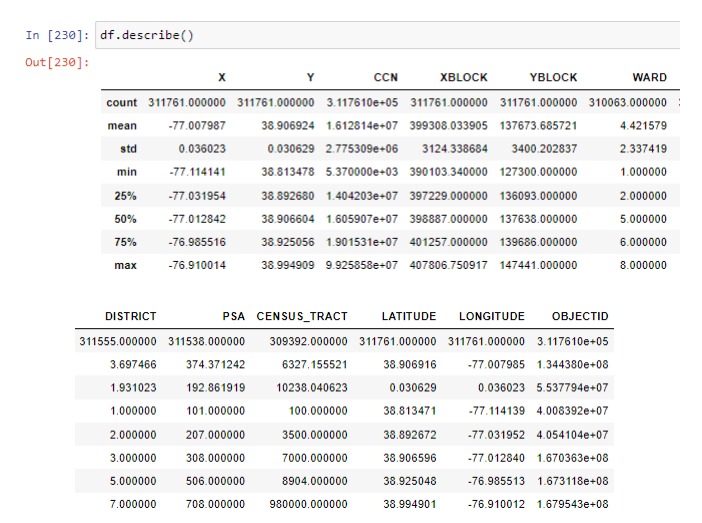 In [230]: df.describe()
Out[230]:
X Y CCN XBLOCK YBLOCK WARD
count 311761.000000 311761.000000 3.117610e+05 311761.000000 311761.000000 310063.000000
mean -77.007987 38.906924 1.612814e+07 399308.033905 137673.685721 4.421579
std 0.036023 0.030629 2.775309e+06 3124.338684 3400.202837 2.337419
min -77.114141 38.813478 5.370000e+03 390103.340000 127300.000000 1.000000
25% -77.031954 38.892680 1.404203e+07 397229.000000 136093.000000 2.000000
50% -77.012842 38.906604 1.605907e+07 398887.000000 137638.000000 5.000000
75% -76.985516 38.925056 1.901531e+07 401257.000000 139686.000000 6.000000
max -76.910014 38.994909 9.925858e+07 407806.750917 147441.000000 8.000000
DISTRICT PSA CENSUS_TRACT LATITUDE LONGITUDE OBJECTID
311555.000000 311538.000000 309392.000000 311761.000000 311761.000000 3.117610e+05
3.697466 374.371242 6327.155521 38.906916 -77.007985 1.344380e+08
1.931023 192.861919 10238.040623 0.030629 0.036023 5.537794e+07
1.000000 101.000000 100.000000 38.813471 -77.114139 4.008392e+07
2.000000 207.000000 3500.000000 38.892672 -77.031952 4.054104e+07
3.000000 308.000000 7000.000000 38.906596 -77.012840 1.670363e+08
5.000000 506.000000 8904.000000 38.925048 -76.985513 1.673118e+08
7.000000 708.000000 980000.000000 38.994901 -76.910012 1.679543e+08